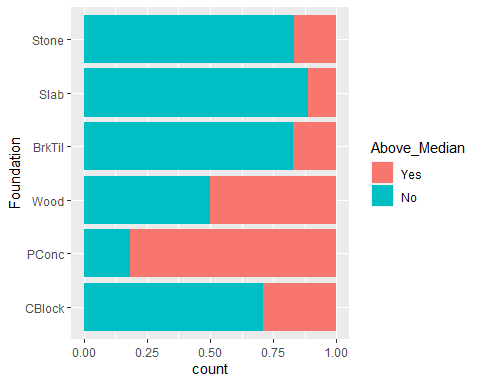 Stone
Slab
BrkTil
Wood
PConc
CBlock
Foundation
0.00 0.25 0.50 0.75 1.00
count
Above_Median
Yes
No